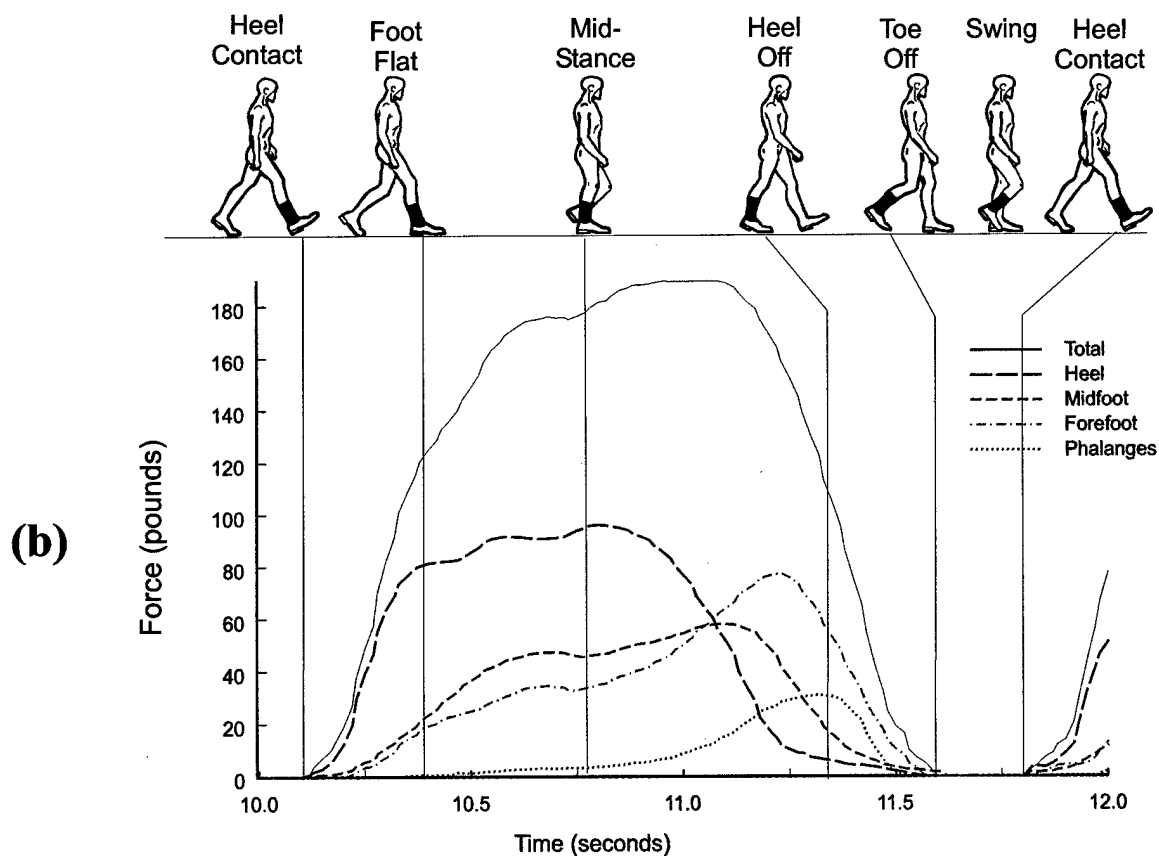 Heel
Contact
Foot
Flat
Mid-
Stance
Heel
Off
Toe
Off
Swing
Heel
Contact
(b)
Force (pounds)
180
160
140
120
100
80
60
40
20
0
Total
Heel
Midfoot
Forefoot
Phalanges
10.0
10.5
11.0
11.5
12.0
Time (seconds)